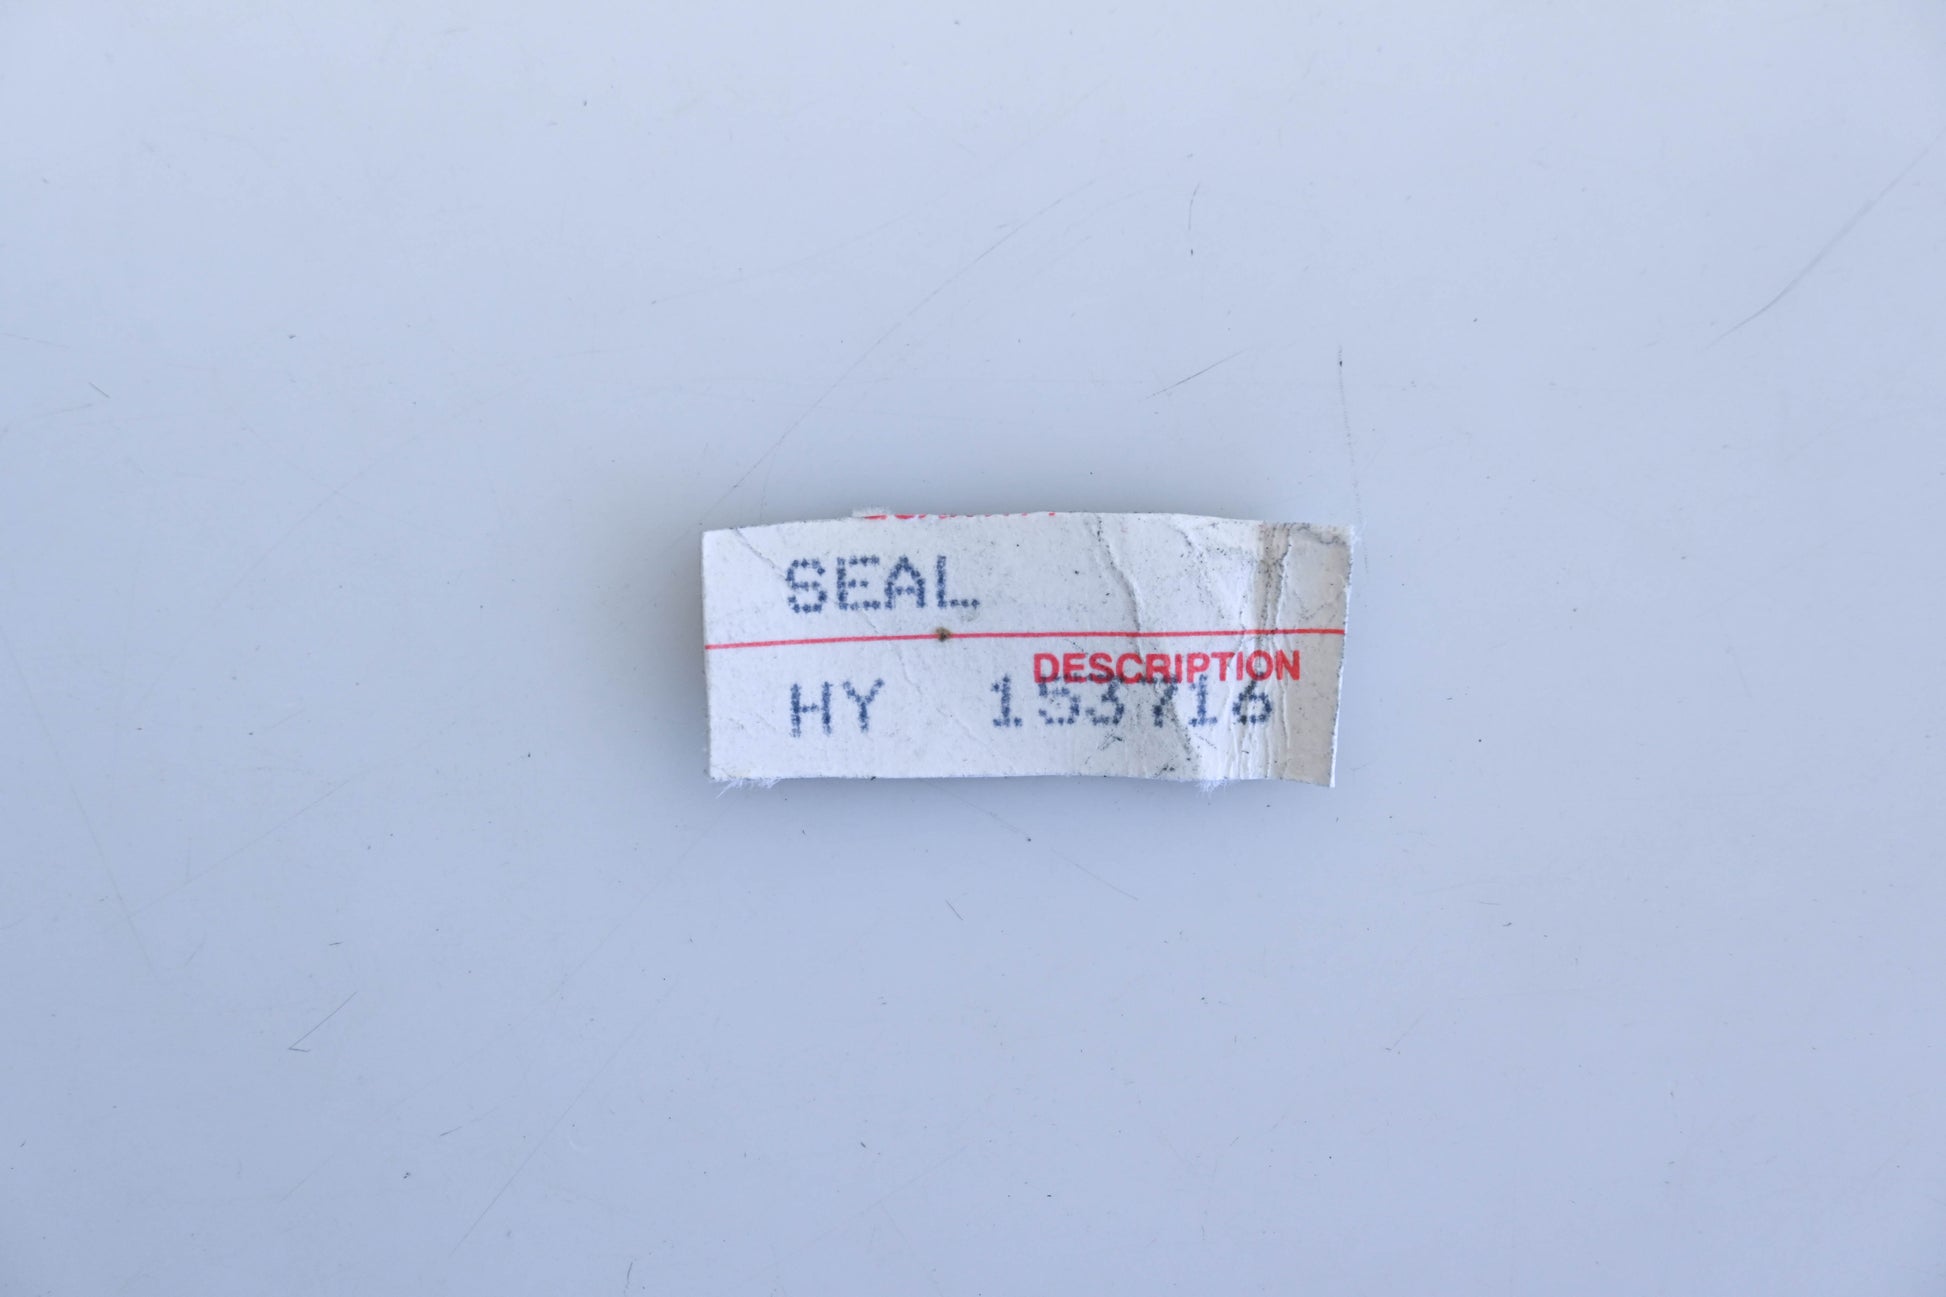 SEAL
DESCRIPTION
HY 153716